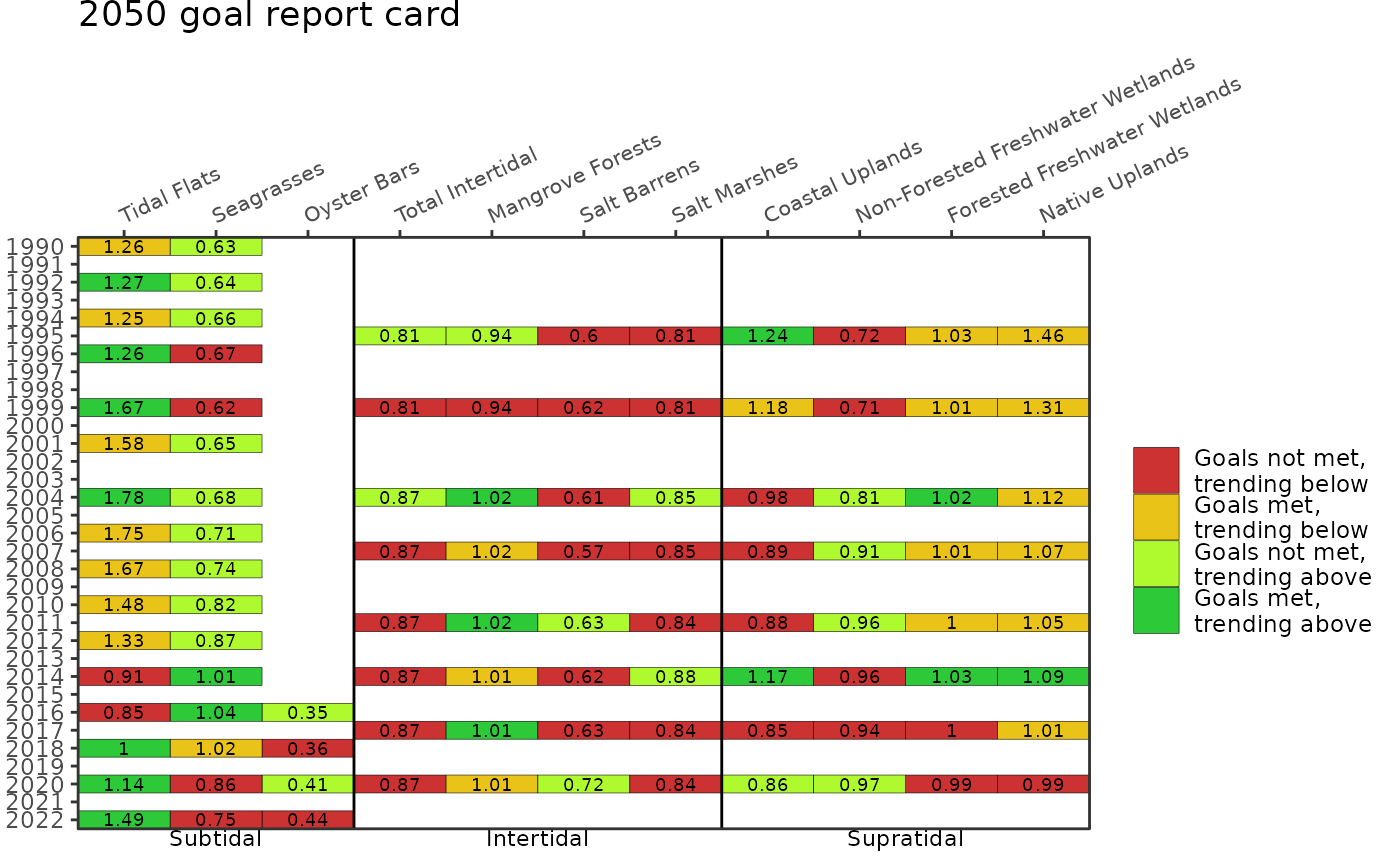 2050 goal report card
Tidal Flats
Seagrasses
Oyster Bars
Total Intertidal
Mangrove Forests
Salt Barrens
Salt Marshes
Coastal Uplands
Non-Forested Freshwater Wetlands
Forested Freshwater Wetlands
Native Uplands
1990 1.26 0.63
1991
1992 1.27 0.64
1993
1994 1.25 0.66
1995 0.81 0.94 0.6 0.81 1.24 0.72 1.03 1.46
1996 1.26 0.67
1997
1998
1999 1.67 0.62 0.81 0.94 0.62 0.81 1.18 0.71 1.01 1.31
2000
2001 1.58 0.65
2002
2003
2004 1.78 0.68 0.87 1.02 0.61 0.85 0.98 0.81 1.02 1.12
2005
2006 1.75 0.71
2007 0.87 1.02 0.57 0.85 0.89 0.91 1.01 1.07
2008 1.67 0.74
2009
2010 1.48 0.82
2011 0.87 1.02 0.63 0.84 0.88 0.96 1 1.05
2012 1.33 0.87
2013
2014 0.91 1.01 0.87 1.01 0.62 0.88 1.17 0.96 1.03 1.09
2015
2016 0.85 1.04 0.35
2017 0.87 1.01 0.63 0.84 0.85 0.94 1 1.01
2018 1 1.02 0.36
2019
2020 1.14 0.86 0.41 0.87 1.01 0.72 0.84 0.86 0.97 0.99 0.99
2021
2022 1.49 0.75 0.44
Subtidal Intertidal Supratidal
Goals not met,
trending below
Goals met,
trending below
Goals not met,
trending above
Goals met,
trending above